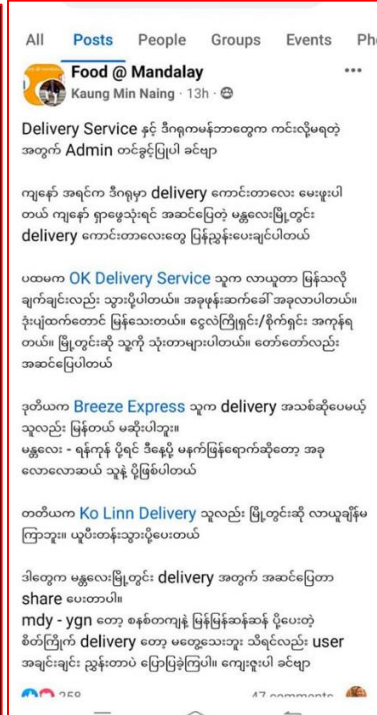 All Posts People Groups Events Pho
Food @ Mandalay
Kaung Min Naing · 13h ·
Delivery Service နှင့် ဒီဂရုကမန်ဘာတွေက ကင်းလို့မရတဲ့
အတွက် Admin တင်ခွင့်ပြုပါ ခင်ဗျာ
ကျနော် အရင်က ဒီဂရုမှာ delivery ကောင်းတာလေး မေးဖူးပါ
တယ် ကျနော် ရှာဖွေသုံးရင် အဆင်ပြေတဲ့ မန္တလေးမြို့တွင်း
delivery ကောင်းတာလေးတွေ ပြန်ညွှန်းပေးချင်ပါတယ်
ပထမက OK Delivery Service သူက လာယူတာ မြန်သလို
ချက်ချင်းလည်း သွားပို့ပါတယ်။ အခုဖုန်းဆက်ခေါ် အခုလာပါတယ်။
ဒုံးပျံထက်တောင် မြန်သေးတယ်။ ငွေလဲကြိုရှင်း/စိုက်ရှင်း အကုန်ရ
တယ်။ မြို့တွင်းဆို သူ့ကို သုံးတာများပါတယ်။ တော်တော်လည်း
အဆင်ပြေပါတယ်
ဒုတိယက Breeze Express သူက delivery အသစ်ဆိုပေမယ့်
သူလည်း မြန်တယ် မဆိုးပါဘူး။
မန္တလေး - ရန်ကုန် ပို့ရင် ဒီနေ့ပို့ မနက်ဖြန်ရောက်ဆိုတော့ အခု
လောလောဆယ် သူနဲ့ ပို့ဖြစ်ပါတယ်
တတိယက Ko Linn Delivery သူလည်း မြို့တွင်းဆို လာယူချိန်မ
ကြာဘူး။ ယူပီးတန်းသွားပို့ပေးတယ်
ဒါတွေက မန္တလေးမြို့တွင်း delivery အတွက် အဆင်ပြေတာ
share ပေးတာပါ။
mdy - ygn တော့ စနစ်တကျနဲ့ မြန်မြန်ဆန်ဆန် ပို့ပေးတဲ့
စိတ်ကြိုက် delivery တော့ မတွေ့သေးဘူး သိရင်လည်း user
အချင်းချင်း ညွှန်းတာပဲ ပြောပြခဲ့ကြပါ။ ကျေးဇူးပါ ခင်ဗျာ
258 47 comments